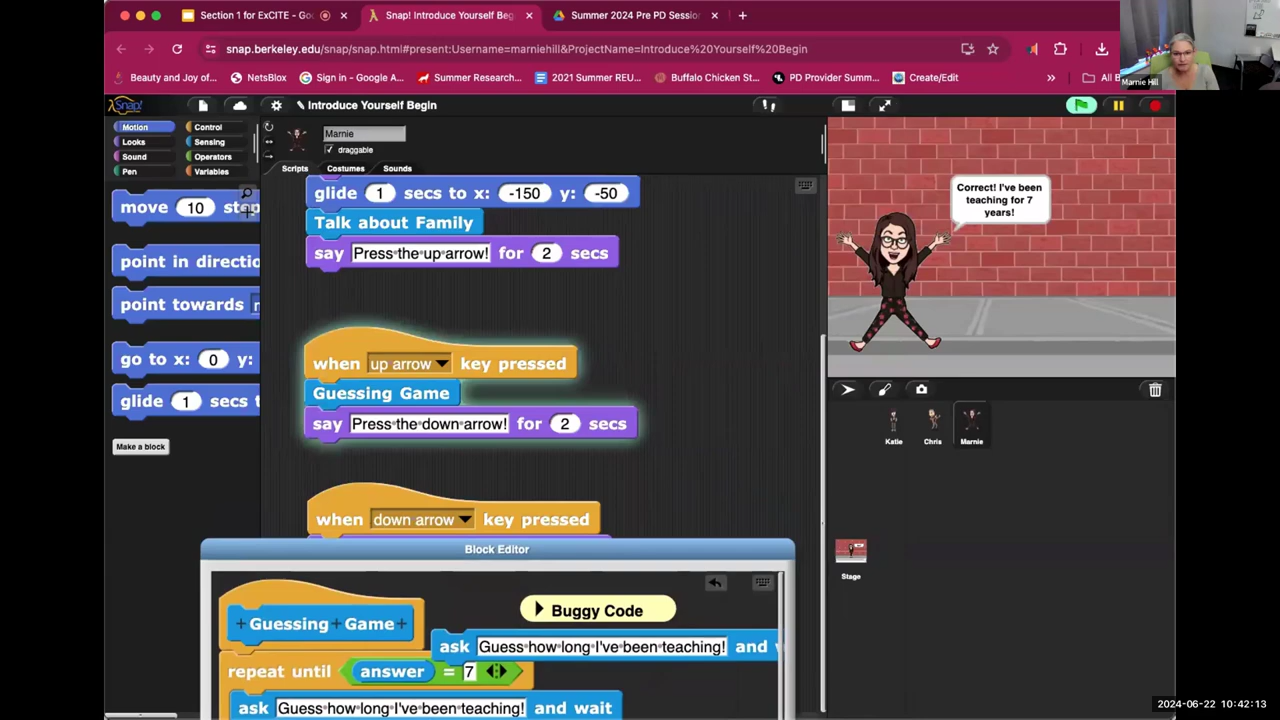 Section 1 for ExCITE - Goo
Snap! Introduce Yourself Begi
Summer 2024 Pre PD Sessio
snap.berkeley.edu/snap/snap.html#present:Username=marniehill&ProjectName=Introduce%20Yourself%20Begin
Beauty and Joy of...
NetsBlox
Sign in – Google A...
Summer Research...
2021 Summer REU...
Buffalo Chicken St...
PD Provider Summ...
Create/Edit
All B
Marnie Hill
Snap!
Introduce Yourself Begin
Motion
Control
Looks
Sensing
Sound
Operators
Pen
Variables
Marnie
draggable
Scripts
Costumes
Sounds
move 10 step
point in directio
point towards
go to x: 0 y:
glide 1 secs t
Make a block
glide 1 secs to x: -150 y: -50
Talk about Family
say Press the up arrow! for 2 secs
when up arrow key pressed
Guessing Game
say Press the down arrow! for 2 secs
when down arrow key pressed
Block Editor
Guessing Game
Buggy Code
ask Guess how long I've been teaching! and w
repeat until answer = 7
ask Guess how long I've been teaching! and wait
Correct! I've been
teaching for 7
years!
Katie
Chris
Marnie
Stage
2024-06-22 10:42:13